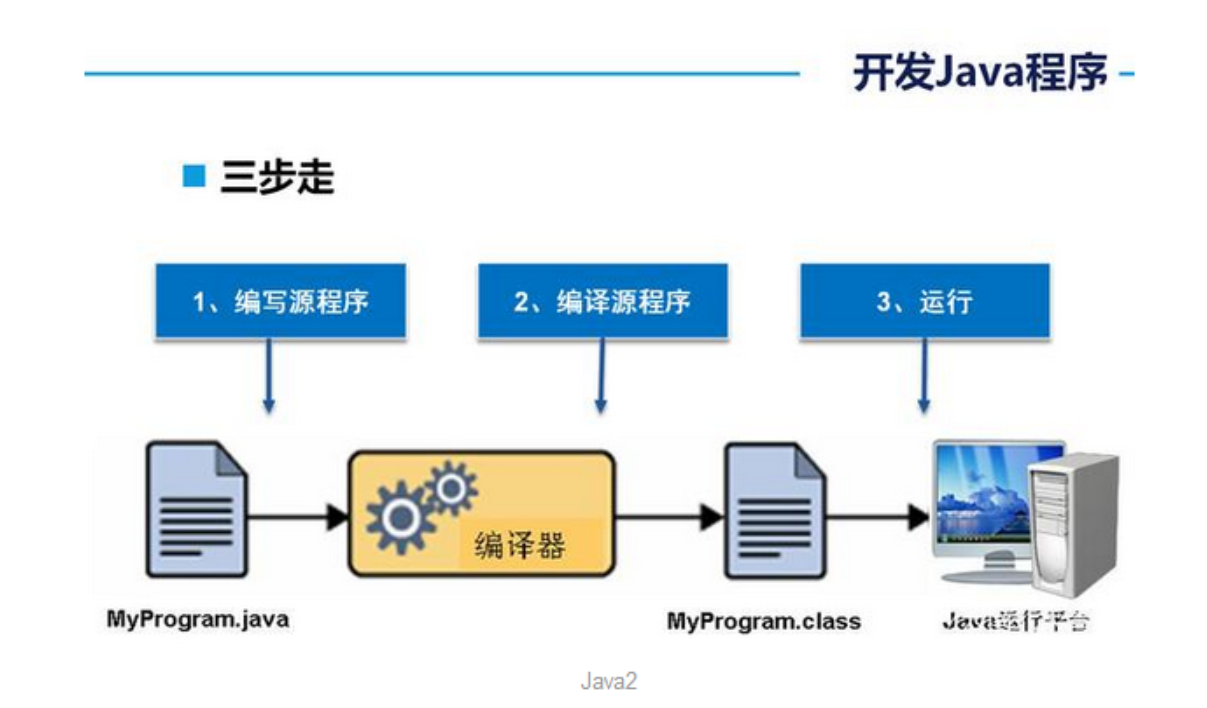 开发Java程序
三步走
1、编写源程序
2、编译源程序
3、运行
编译器
MyProgram.java
MyProgram.class
Java运行平台
Java2